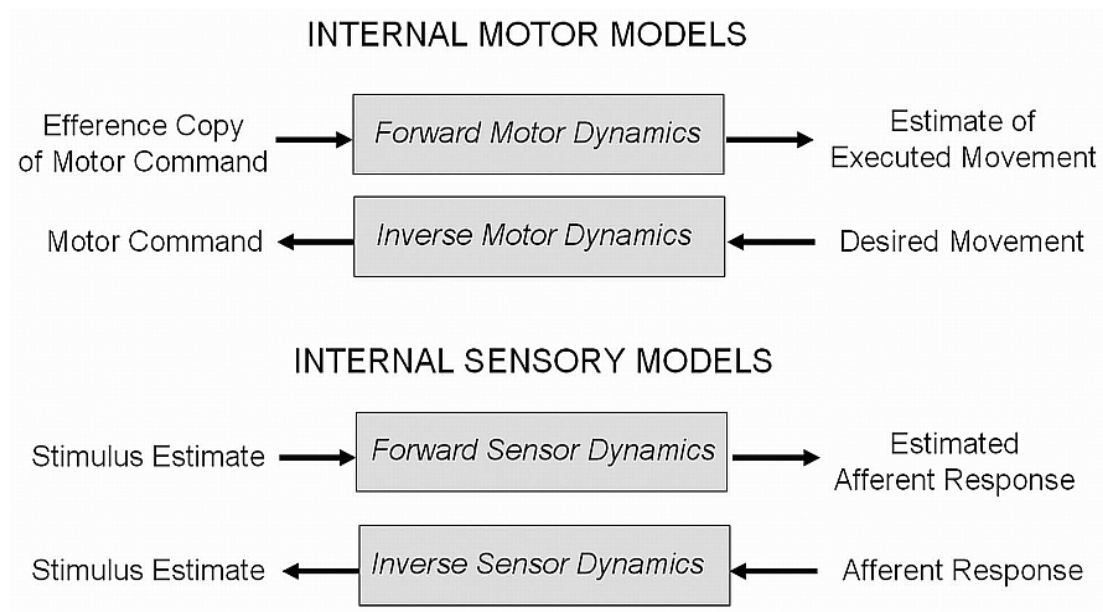 INTERNAL MOTOR MODELS
Efference Copy
of Motor Command
Forward Motor Dynamics
Estimate of
Executed Movement
Motor Command
Inverse Motor Dynamics
Desired Movement
INTERNAL SENSORY MODELS
Stimulus Estimate
Forward Sensor Dynamics
Estimated
Afferent Response
Stimulus Estimate
Inverse Sensor Dynamics
Afferent Response